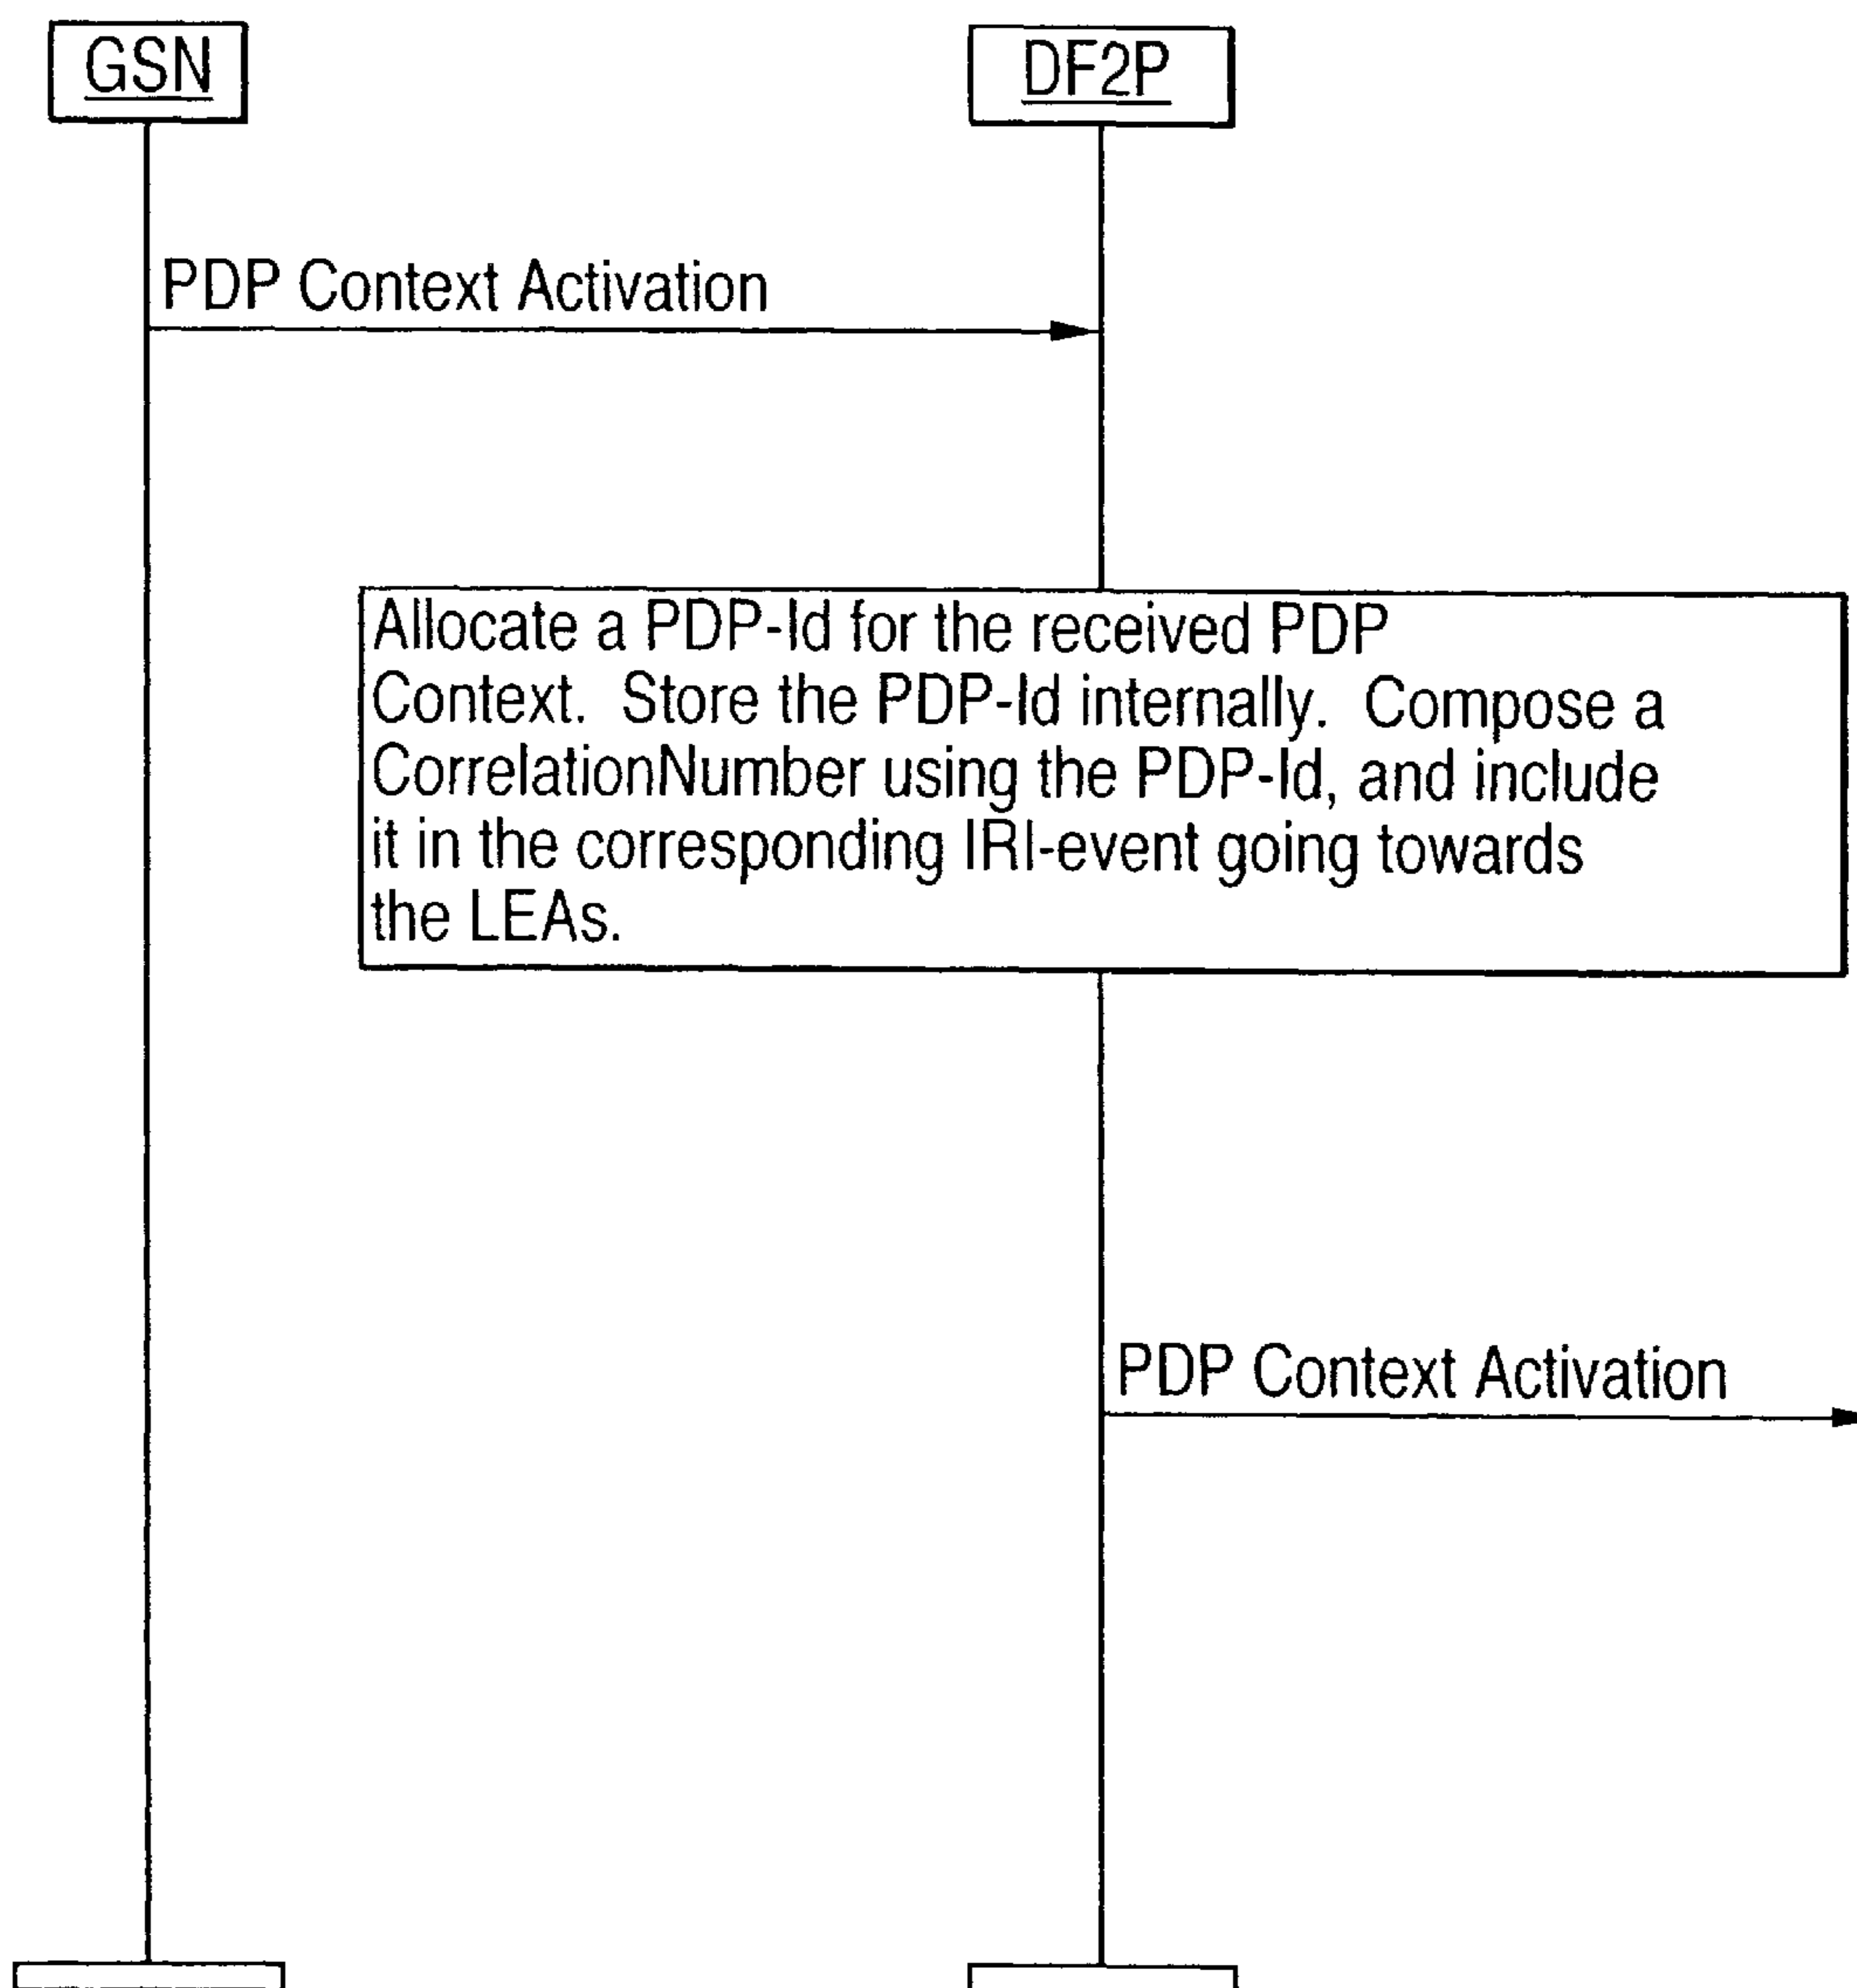 GSN
DF2P
PDP Context Activation
Allocate a PDP-Id for the received PDP
Context. Store the PDP-Id internally. Compose a
CorrelationNumber using the PDP-Id, and include
it in the corresponding IRI-event going towards
the LEAs.
PDP Context Activation